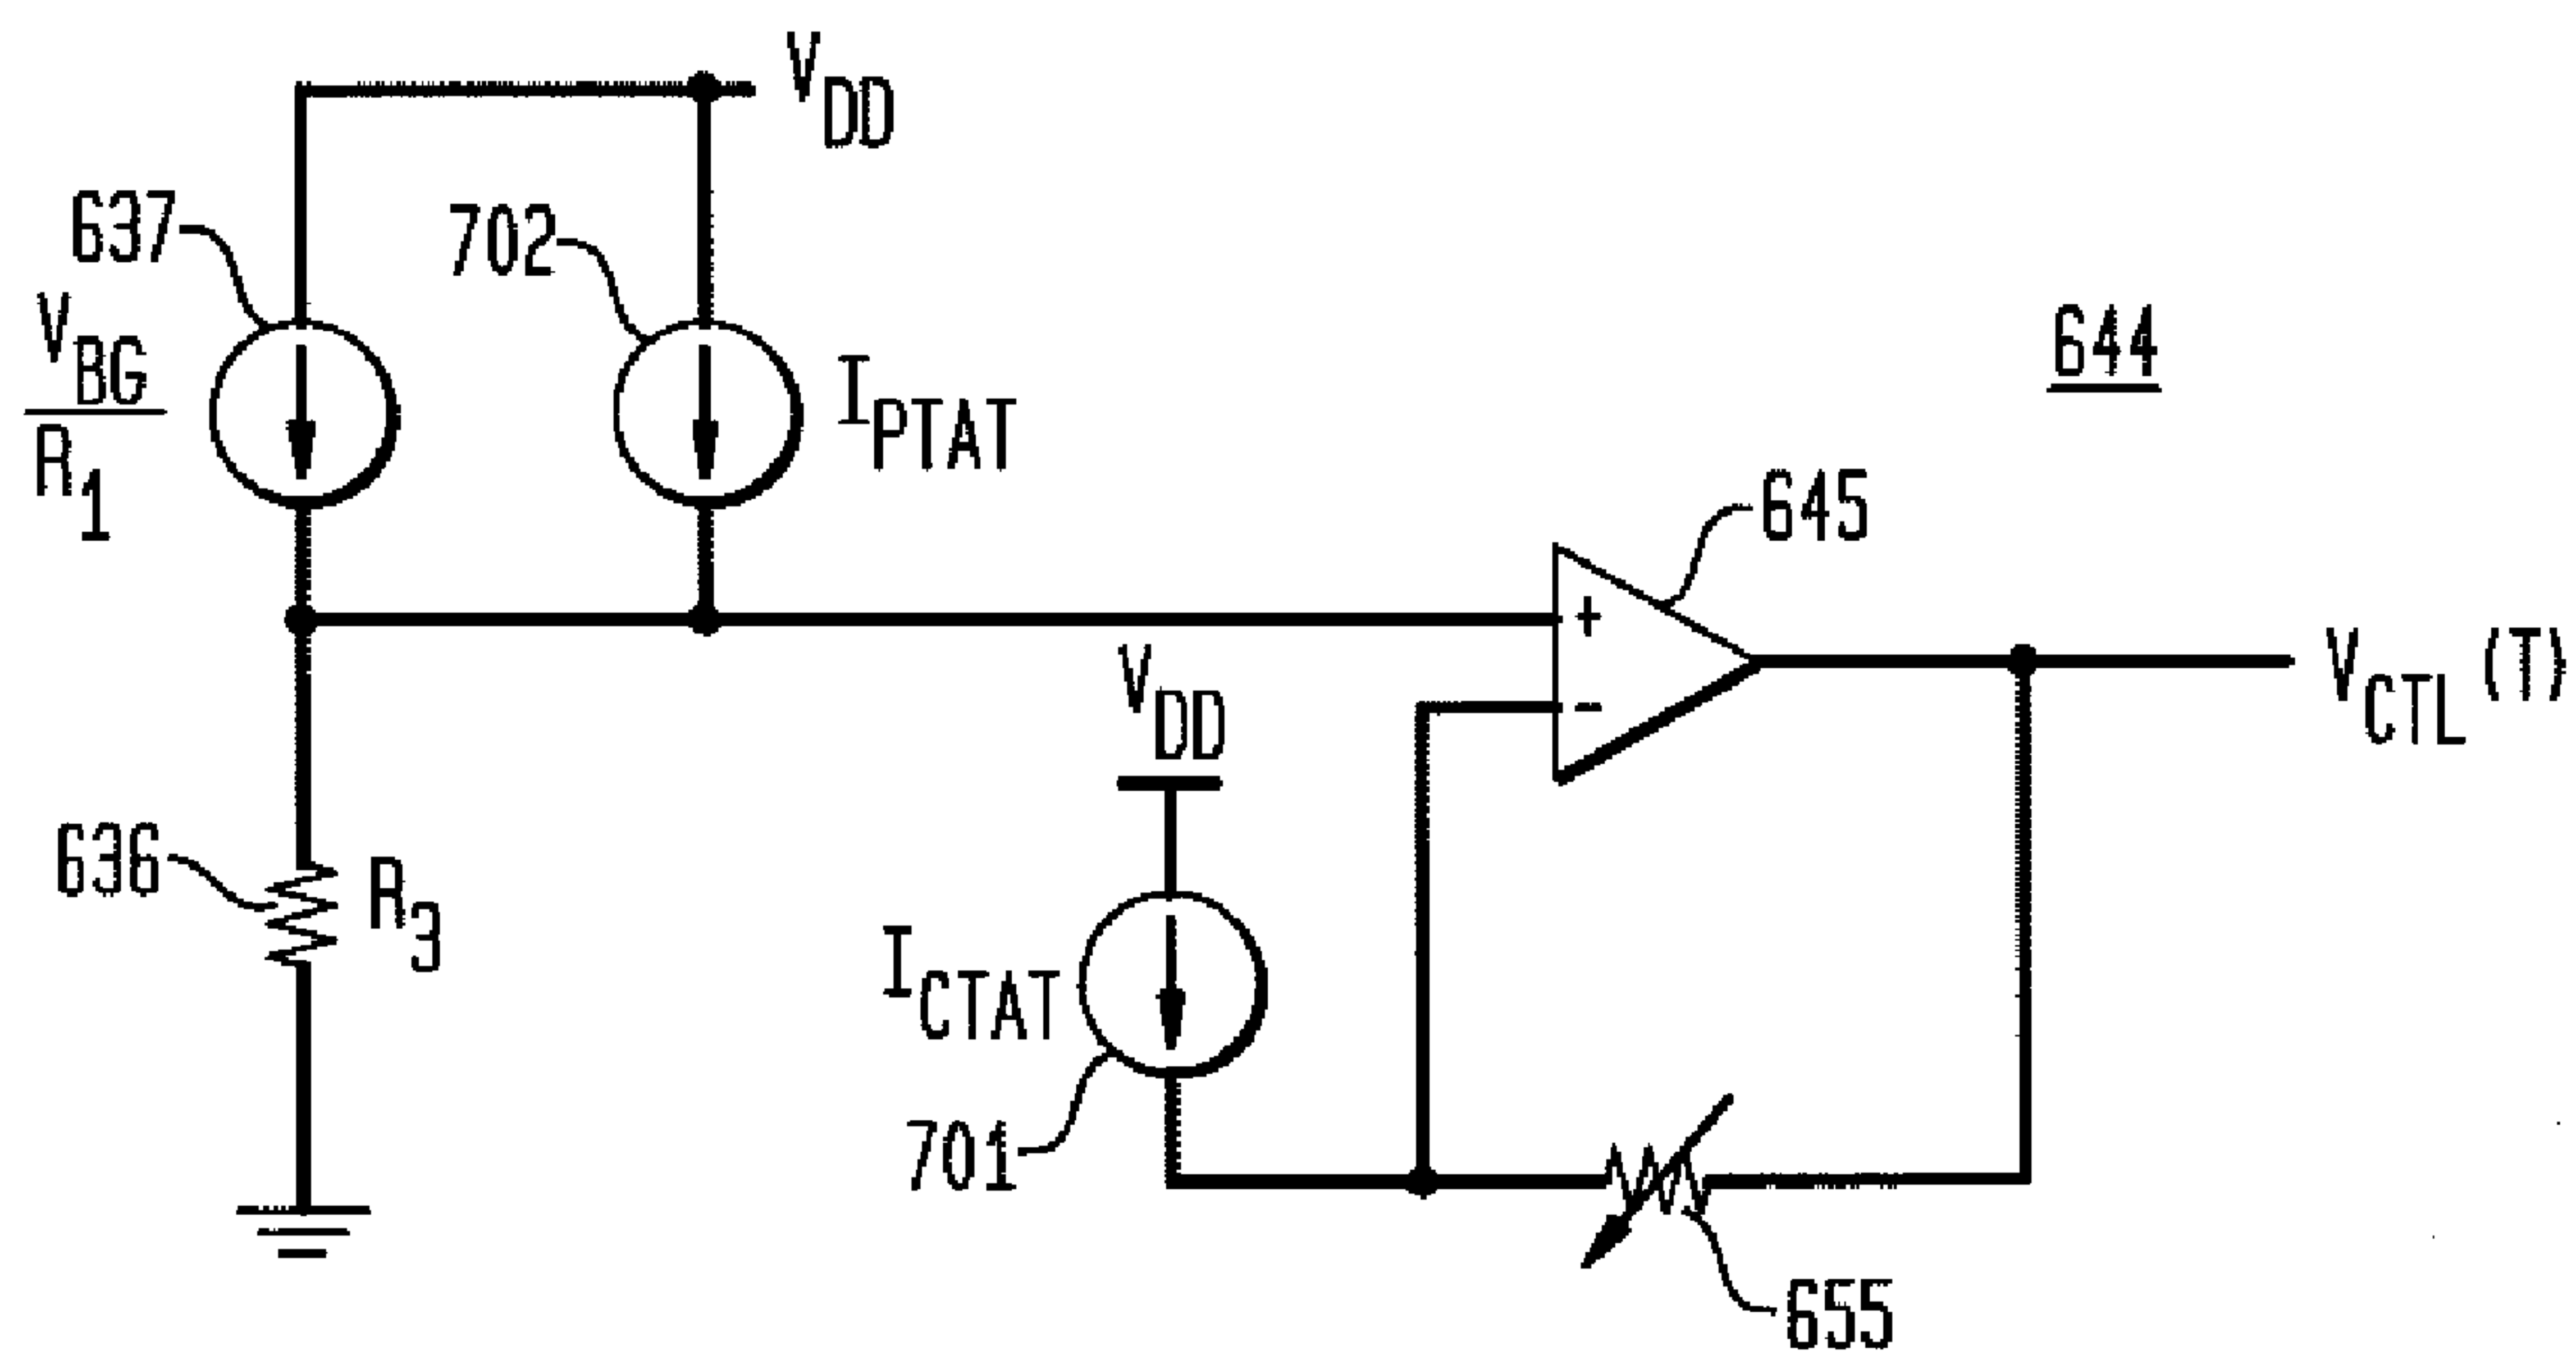 V_DD
637
702
V_BG
R_1
I_PTAT
644
645
+
-
V_DD
V_CTL (T)
636
R_3
I_CTAT
701
655